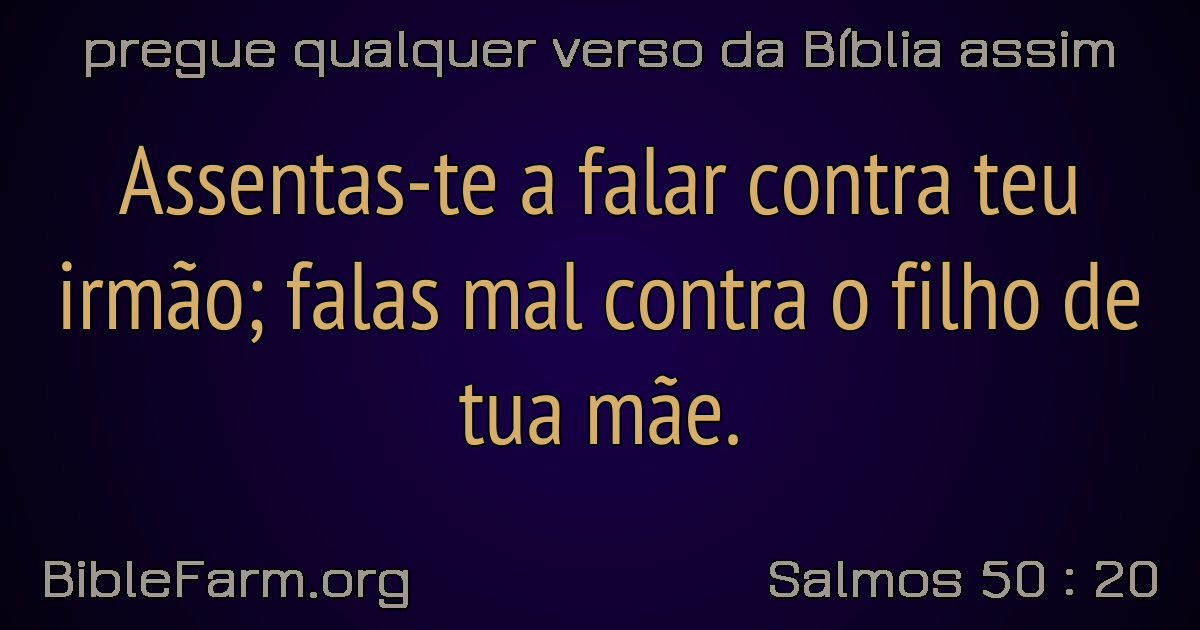 pregue qualquer verso da Bíblia assim
Assentas-te a falar contra teu
irmão; falas mal contra o filho de
tua mãe.
BibleFarm.org
Salmos 50 : 20